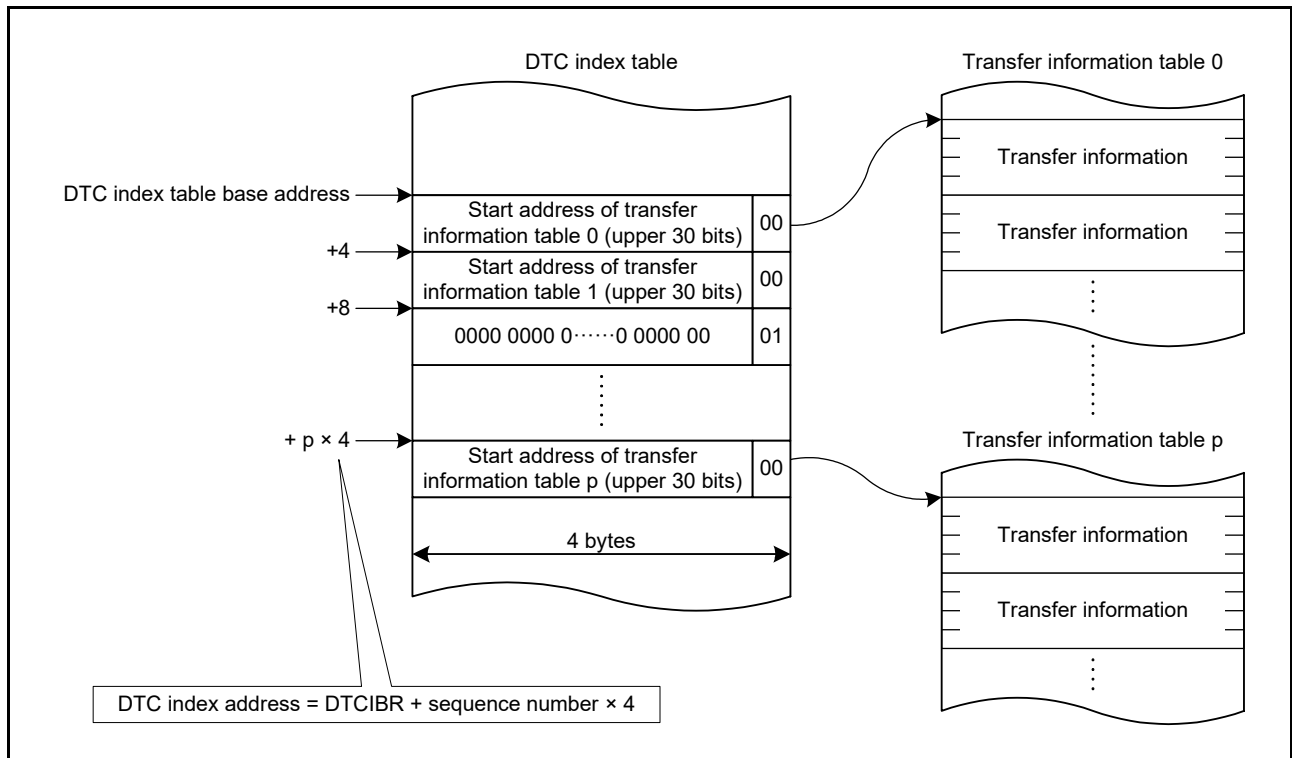 DTC index table
Transfer information table 0
Transfer information
DTC index table base address
Start address of transfer
information table 0 (upper 30 bits)
00
Transfer information
+4
Start address of transfer
information table 1 (upper 30 bits)
00
+8
0000 0000 0······0 0000 00
01
+ p × 4
Transfer information table p
Start address of transfer
information table p (upper 30 bits)
00
Transfer information
4 bytes
Transfer information
DTC index address = DTCIBR + sequence number × 4